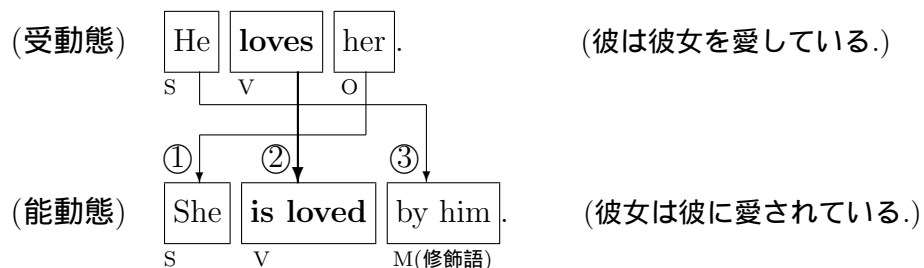 (受動態) He loves her. (彼は彼女を愛している.)
S V O
① ② ③
(能動態) She is loved by him. (彼女は彼に愛されている.)
S V M(修飾語)